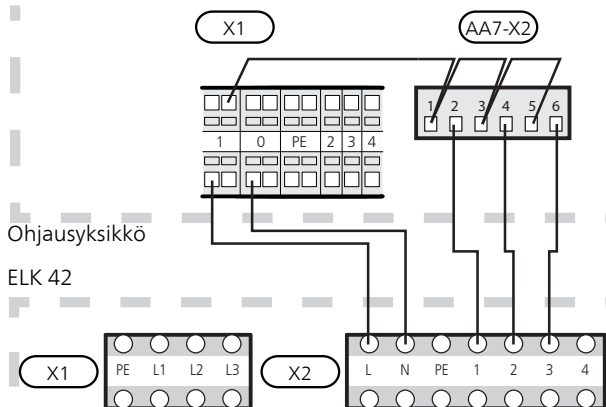 X1
AA7-X2
1 2 3 4 5 6
1 0 PE 2 3 4
Ohjausyksikkö
ELK 42
X1
PE L1 L2 L3
X2
L N PE 1 2 3 4